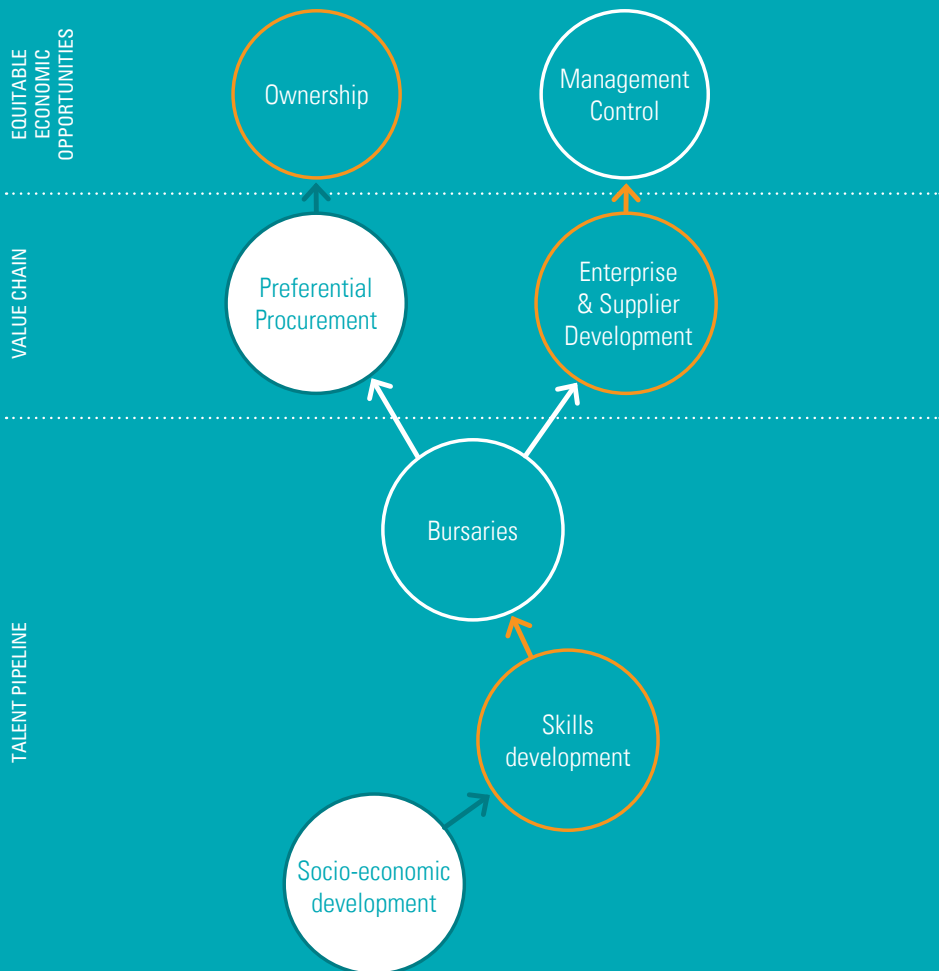 EQUITABLE
ECONOMIC
OPPORTUNITIES
Ownership
Management
Control
VALUE CHAIN
Preferential
Procurement
Enterprise
& Supplier
Development
TALENT PIPELINE
Bursaries
Skills
development
Socio-economic
development